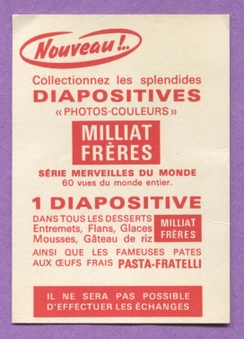 Nouveau!..
Collectionnez les splendides
DIAPOSITIVES
« PHOTOS-COULEURS »
MILLIAT
FRÈRES
SÉRIE MERVEILLES DU MONDE
60 vues du monde entier.
1 DIAPOSITIVE
DANS TOUS LES DESSERTS
Entremets, Flans, Glaces
Mousses, Gâteau de riz
MILLIAT
FRÈRES
AINSI QUE LES FAMEUSES PATES
AUX ŒUFS FRAIS PASTA-FRATELLI
IL NE SERA PAS POSSIBLE
D'EFFECTUER LES ÉCHANGES